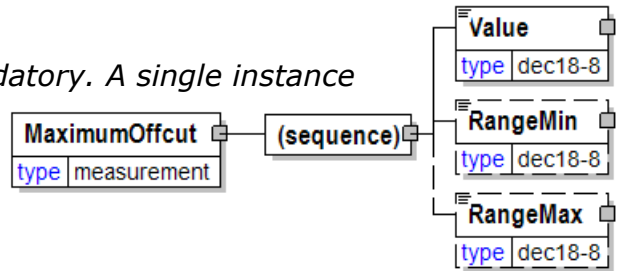 Value
type dec18-8
datory. A single instance
MaximumOffcut
type measurement
(sequence)
RangeMin
type dec18-8
RangeMax
type dec18-8